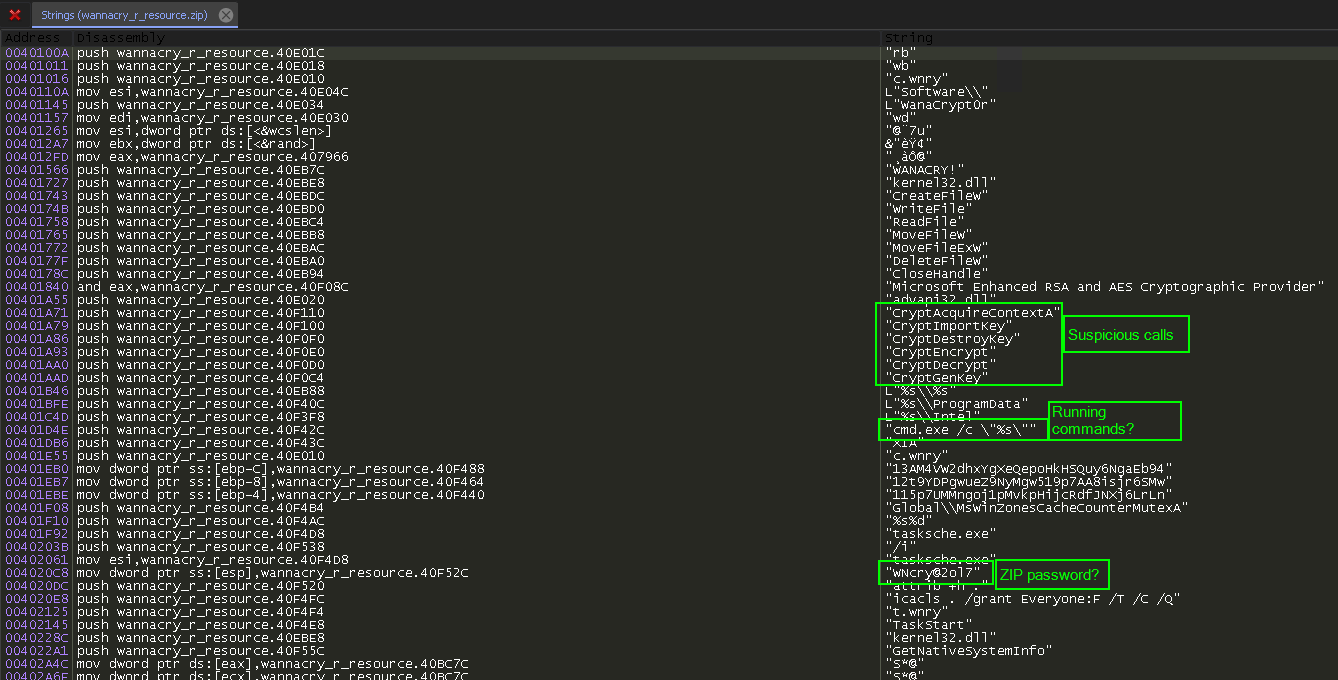 Strings (wannacry_r_resource.zip)
Address Disassembly String
0040100A push wannacry_r_resource.40E01C "rb"
00401011 push wannacry_r_resource.40E018 "wb"
00401016 push wannacry_r_resource.40E010 "c.wnry"
0040110A mov esi,wannacry_r_resource.40E04C L"Software\\"
00401145 push wannacry_r_resource.40E034 L"WanaCrypt0r"
00401157 mov edi,wannacry_r_resource.40E030 "wd"
00401265 mov esi,dword ptr ds:[<&wcslen>] "@¨7u"
004012A7 mov ebx,dword ptr ds:[<&rand>]
004012FD mov eax,wannacry_r_resource.407966
00401566 push wannacry_r_resource.40EB7C "WANACRY!"
00401727 push wannacry_r_resource.40EBE8 "kernel32.dll"
00401743 push wannacry_r_resource.40EBDC "CreateFileW"
0040174B push wannacry_r_resource.40EBD0 "WriteFile"
00401758 push wannacry_r_resource.40EBC4 "ReadFile"
00401765 push wannacry_r_resource.40EBB8 "MoveFileW"
00401772 push wannacry_r_resource.40EBAC "MoveFileExW"
0040177F push wannacry_r_resource.40EBA0 "DeleteFileW"
0040178C push wannacry_r_resource.40EB94 "CloseHandle"
00401840 and eax,wannacry_r_resource.40F08C "Microsoft Enhanced RSA and AES Cryptographic Provider"
00401A55 push wannacry_r_resource.40E020 "advapi32.dll"
00401A71 push wannacry_r_resource.40F110 "CryptAcquireContextA"
00401A79 push wannacry_r_resource.40F100 "CryptImportKey"
Suspicious calls
00401A86 push wannacry_r_resource.40F0F0 "CryptDestroyKey"
00401A93 push wannacry_r_resource.40F0E0 "CryptEncrypt"
00401AA0 push wannacry_r_resource.40F0D0 "CryptDecrypt"
00401AAD push wannacry_r_resource.40F0C4 "CryptGenKey"
00401B46 push wannacry_r_resource.40EB88 L"%s\\%s"
00401BFE push wannacry_r_resource.40F40C L"%s\\ProgramData"
00401C4D push wannacry_r_resource.40F3F8 L"%s\\Intel"
00401D4E push wannacry_r_resource.40F42C "cmd.exe /c \"%s\""
Running
commands?
00401DB6 push wannacry_r_resource.40F43C "XIA"
00401E55 push wannacry_r_resource.40E010 "c.wnry"
00401EB0 mov dword ptr ss:[ebp-C],wannacry_r_resource.40F488 "13AM4VW2dhxYgXeQepoHkHSQuy6NgaEb94"
00401EB7 mov dword ptr ss:[ebp-8],wannacry_r_resource.40F464 "12t9YDPgwueZ9NyMgw519p7AA8isjr6SMw"
00401EBE mov dword ptr ss:[ebp-4],wannacry_r_resource.40F440 "115p7UMMngoj1pMvkpHijcRdfJNXj6LrLn"
00401F08 push wannacry_r_resource.40F4B4 "Global\\MsWinZonesCacheCounterMutexA"
00401F10 push wannacry_r_resource.40F4AC "%s%d"
00401F92 push wannacry_r_resource.40F4D8 "tasksche.exe"
0040203B push wannacry_r_resource.40F538 "/i"
00402061 mov esi,wannacry_r_resource.40F4D8 "tasksche.exe"
004020C8 mov dword ptr ss:[esp],wannacry_r_resource.40F52C "WNcry@2ol7"
ZIP password?
004020DC push wannacry_r_resource.40F520 "attrib +h ."
004020E8 push wannacry_r_resource.40F4FC "icacls . /grant Everyone:F /T /C /Q"
00402125 push wannacry_r_resource.40F4F4 "t.wnry"
00402145 push wannacry_r_resource.40F4E8 "TaskStart"
0040228C push wannacry_r_resource.40EBE8 "kernel32.dll"
004022A1 push wannacry_r_resource.40F55C "GetNativeSystemInfo"
00402A4C mov dword ptr ds:[eax],wannacry_r_resource.40BC7C "S*@"
00402A6E mov dword ptr ds:[ecx],wannacry_r_resource.40BC7C "S*@"